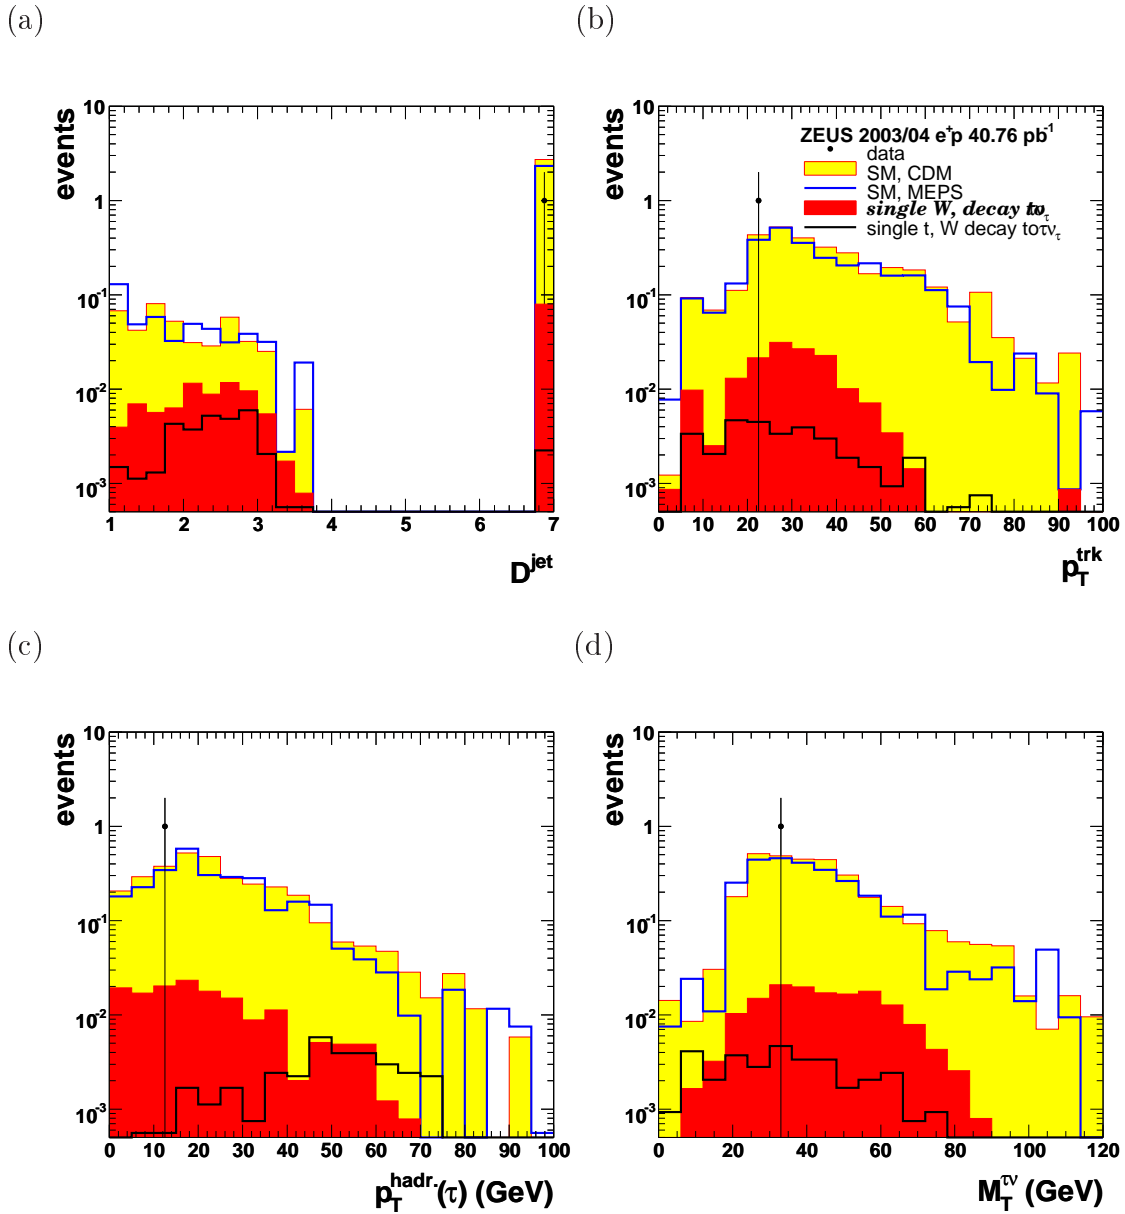 (a)
(b)
events
10
1
10⁻¹
10⁻²
10⁻³
1 2 3 4 5 6 7
D^jet
events
10
1
10⁻¹
10⁻²
10⁻³
ZEUS 2003/04 e⁺p 40.76 pb⁻¹
data
SM, CDM
SM, MEPS
single W, decay to τν_τ
single t, W decay to τν_τ
0 10 20 30 40 50 60 70 80 90 100
p_T^trk
(c)
(d)
events
10
1
10⁻¹
10⁻²
10⁻³
0 10 20 30 40 50 60 70 80 90 100
p_T^hadr.(τ) (GeV)
events
10
1
10⁻¹
10⁻²
10⁻³
0 20 40 60 80 100 120
M_T^τν (GeV)